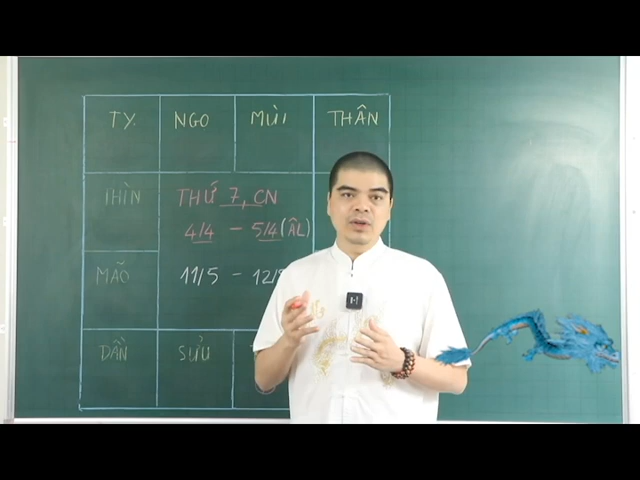 TỴ NGỌ MÙI THÂN
THÌN
THỨ 7, CN
4/4 - 5/4 (ÂL)
MÃO
11/5 - 12/5
DẦN SỬU